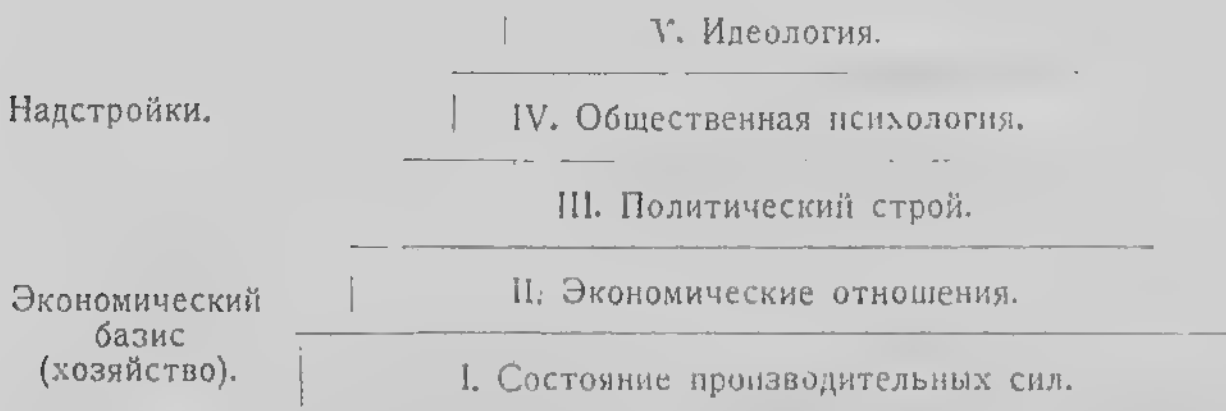 V. Идеология.
Надстройки.
IV. Общественная психология.
III. Политический строй.
II. Экономические отношения.
Экономический
базис
(хозяйство).
I. Состояние производительных сил.